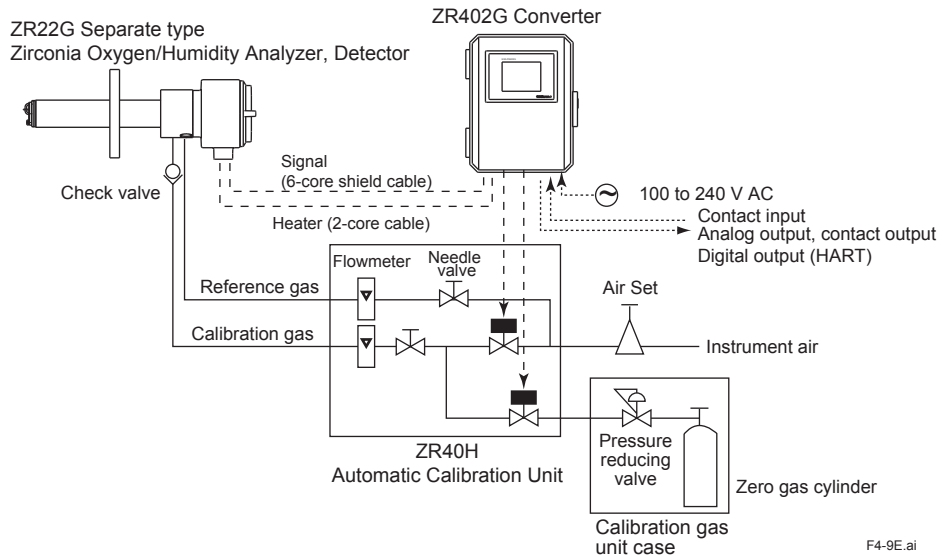 ZR402G Converter
ZR22G Separate type
Zirconia Oxygen/Humidity Analyzer, Detector
Signal
(6-core shield cable)
Check valve
Heater (2-core cable)
100 to 240 V AC
Contact input
Analog output, contact output
Digital output (HART)
Flowmeter
Needle
valve
Reference gas
Air Set
Calibration gas
Instrument air
ZR40H
Automatic Calibration Unit
Pressure
reducing
valve
Zero gas cylinder
Calibration gas
unit case
F4-9E.ai